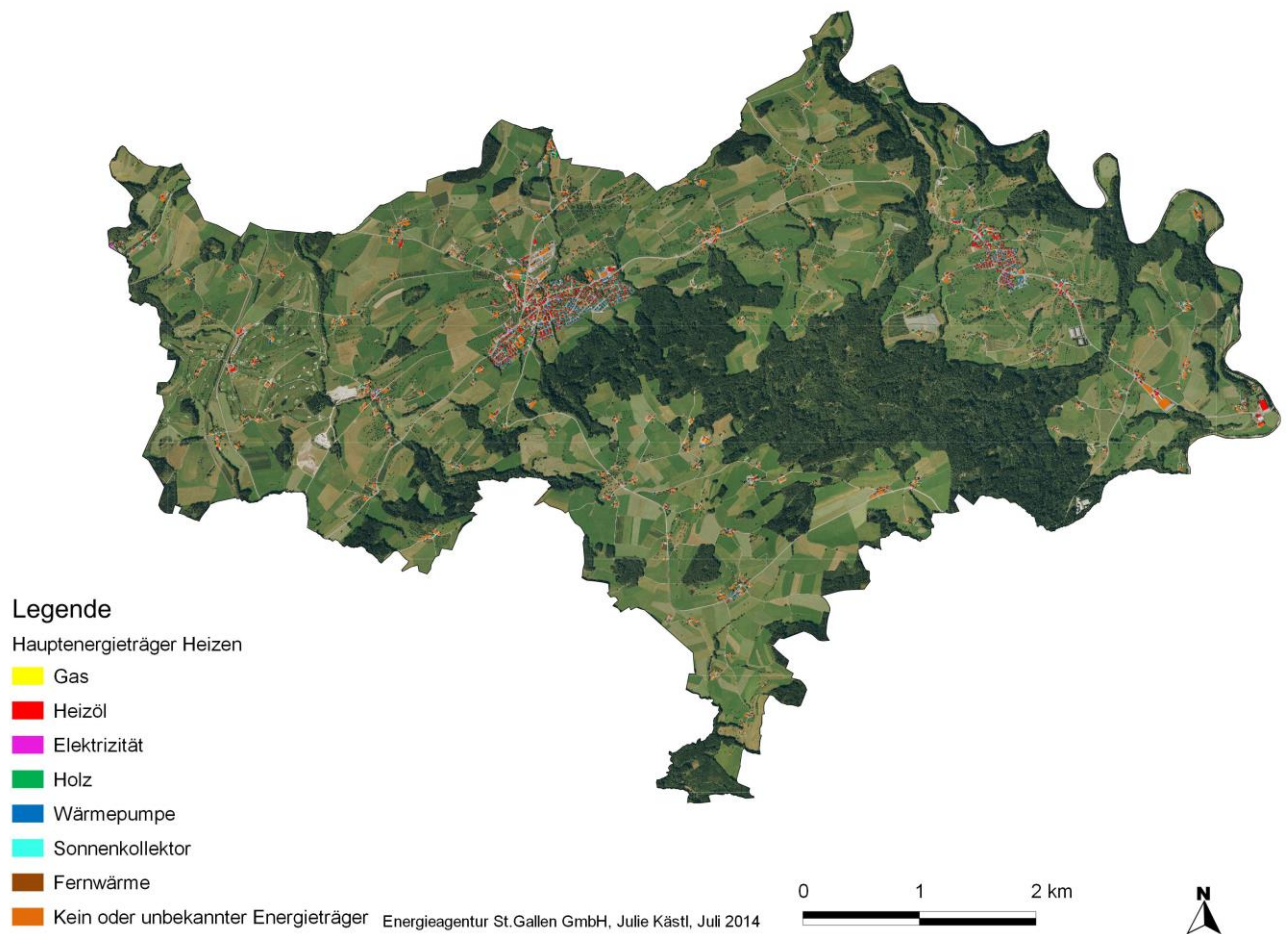 Legende
Hauptenergieträger Heizen
Gas
Heizöl
Elektrizität
Holz
Wärmepumpe
Sonnenkollektor
Fernwärme
Kein oder unbekannter Energieträger
Energieagentur St.Gallen GmbH, Julie Kästl, Juli 2014
0 1 2 km
N